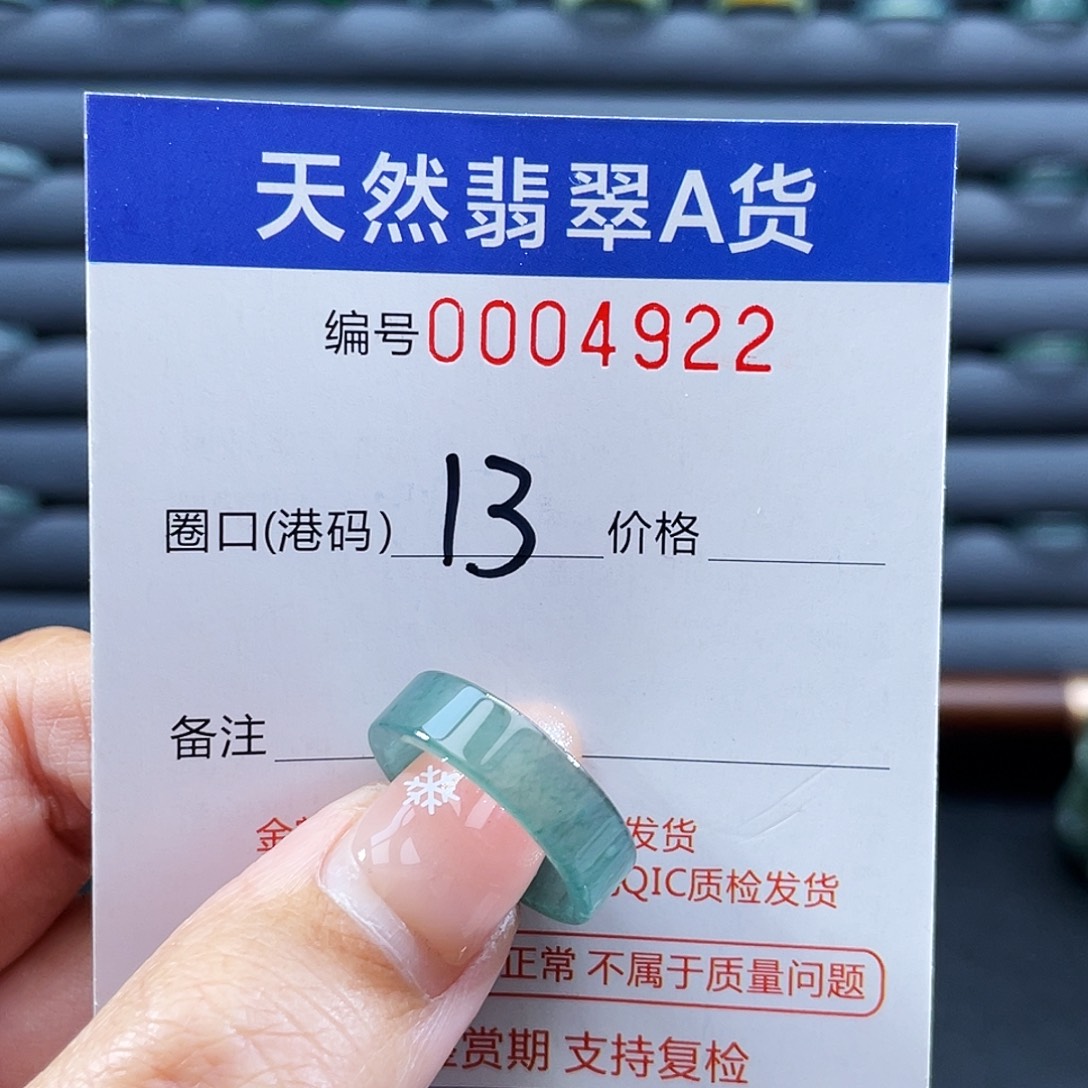 天然翡翠A货
编号0004922
圈口(港码) 13 价格
备注
金 发货
QIC质检发货
正常 不属于质量问题
赏期 支持复检